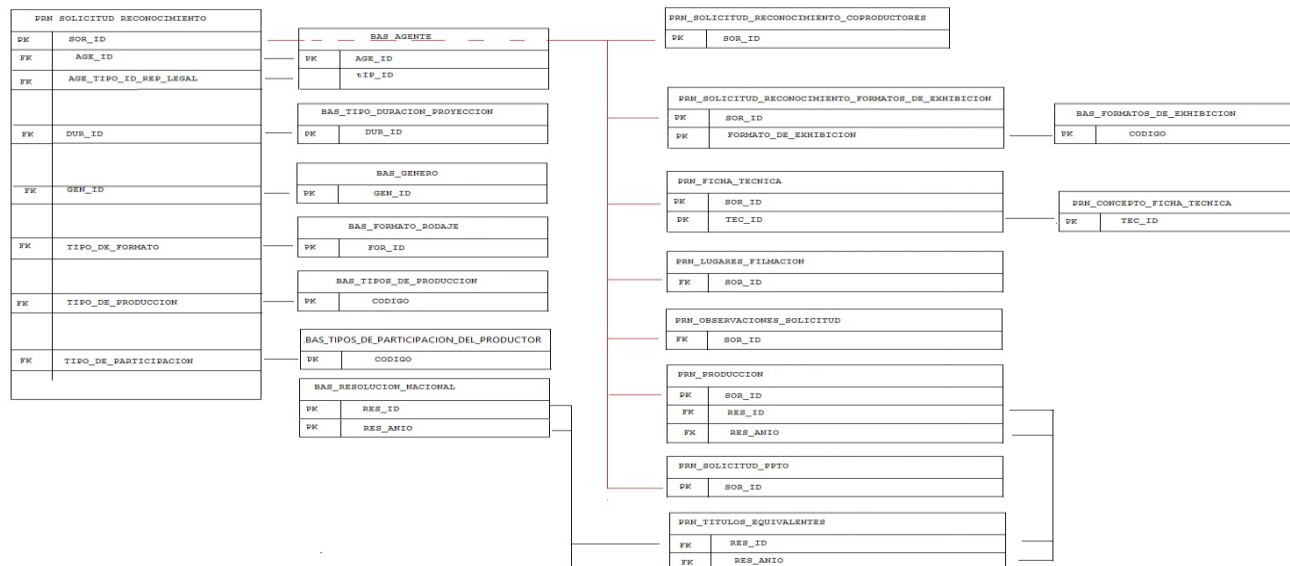 PRN SOLICITUD RECONOCIMIENTO
PK SOR_ID
FK AGE_ID
FK AGE_TIPO_ID_REP_LEGAL
FK DUR_ID
FK GEN_ID
FK TIPO_DE_FORMATO
FK TIPO_DE_PRODUCCION
FK TIPO_DE_PARTICIPACION
BAS_AGENTE
PK AGE_ID
tIP_ID
BAS_TIPO_DURACION_PROYECCION
PK DUR_ID
BAS_GENERO
PK GEN_ID
BAS_FORMATO_RODAJE
PK FOR_ID
BAS_TIPOS_DE_PRODUCCION
PK CODIGO
.BAS_TIPOS_DE_PARTICIPACION_DEL_PRODUCTOR
PK CODIGO
BAS_RESOLUCION_NACIONAL
PK RES_ID
PK RES_ANIO
PRN_SOLICITUD_RECONOCIMIENTO_COPRODUCTORES
PK SOR_ID
PRN_SOLICITUD_RECONOCIMIENTO_FORMATOS_DE_EXHIBICION
PK SOR_ID
PK FORMATO_DE_EXHIBICION
BAS_FORMATOS_DE_EXHIBICION
PK CODIGO
PRN_FICHA_TECNICA
PK SOR_ID
PK TEC_ID
PRN_CONCEPTO_FICHA_TECNICA
PK TEC_ID
PRN_LUGARES_FILMACION
FK SOR_ID
PRN_OBSERVACIONES_SOLICITUD
FK SOR_ID
PRN_PRODUCCION
PK SOR_ID
FK RES_ID
FX RES_ANIO
PRN_SOLICITUD_PPTO
PK SOR_ID
PRN_TITULOS_EQUIVALENTES
FK RES_ID
FK RES_ANIO